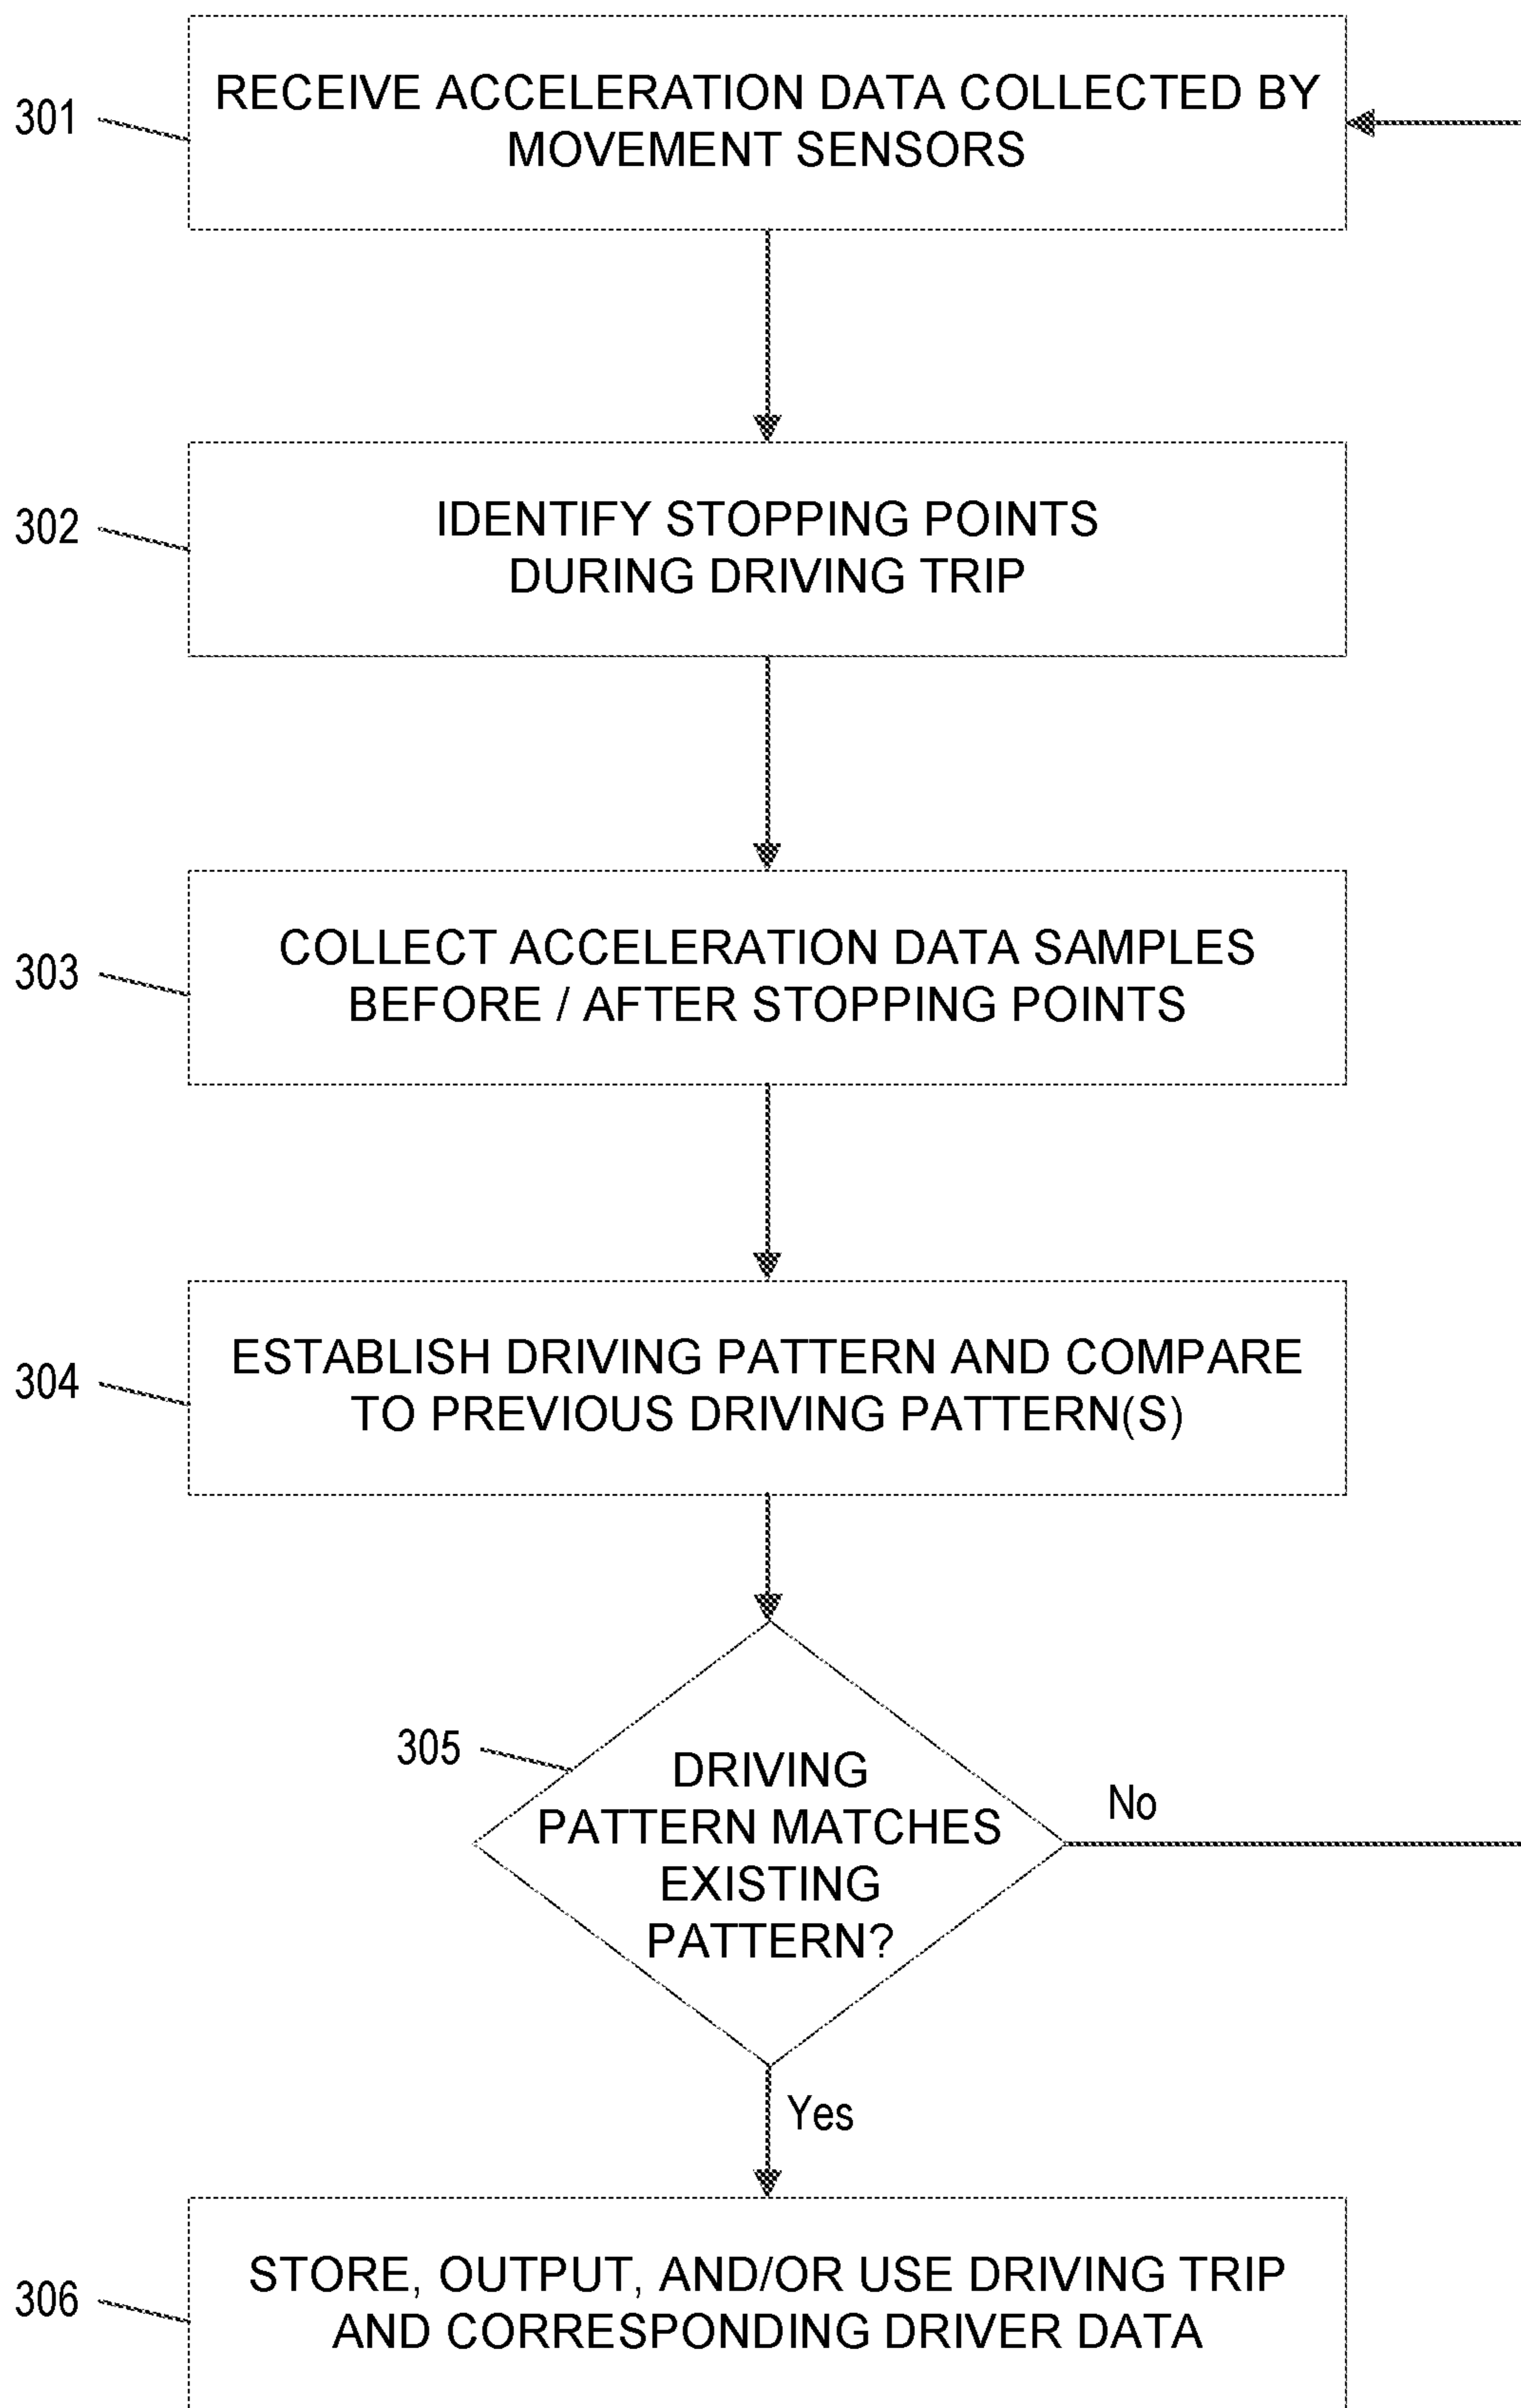 301
RECEIVE ACCELERATION DATA COLLECTED BY
MOVEMENT SENSORS
302
IDENTIFY STOPPING POINTS
DURING DRIVING TRIP
303
COLLECT ACCELERATION DATA SAMPLES
BEFORE / AFTER STOPPING POINTS
304
ESTABLISH DRIVING PATTERN AND COMPARE
TO PREVIOUS DRIVING PATTERN(S)
305
DRIVING
PATTERN MATCHES
EXISTING
PATTERN?
No
Yes
306
STORE, OUTPUT, AND/OR USE DRIVING TRIP
AND CORRESPONDING DRIVER DATA